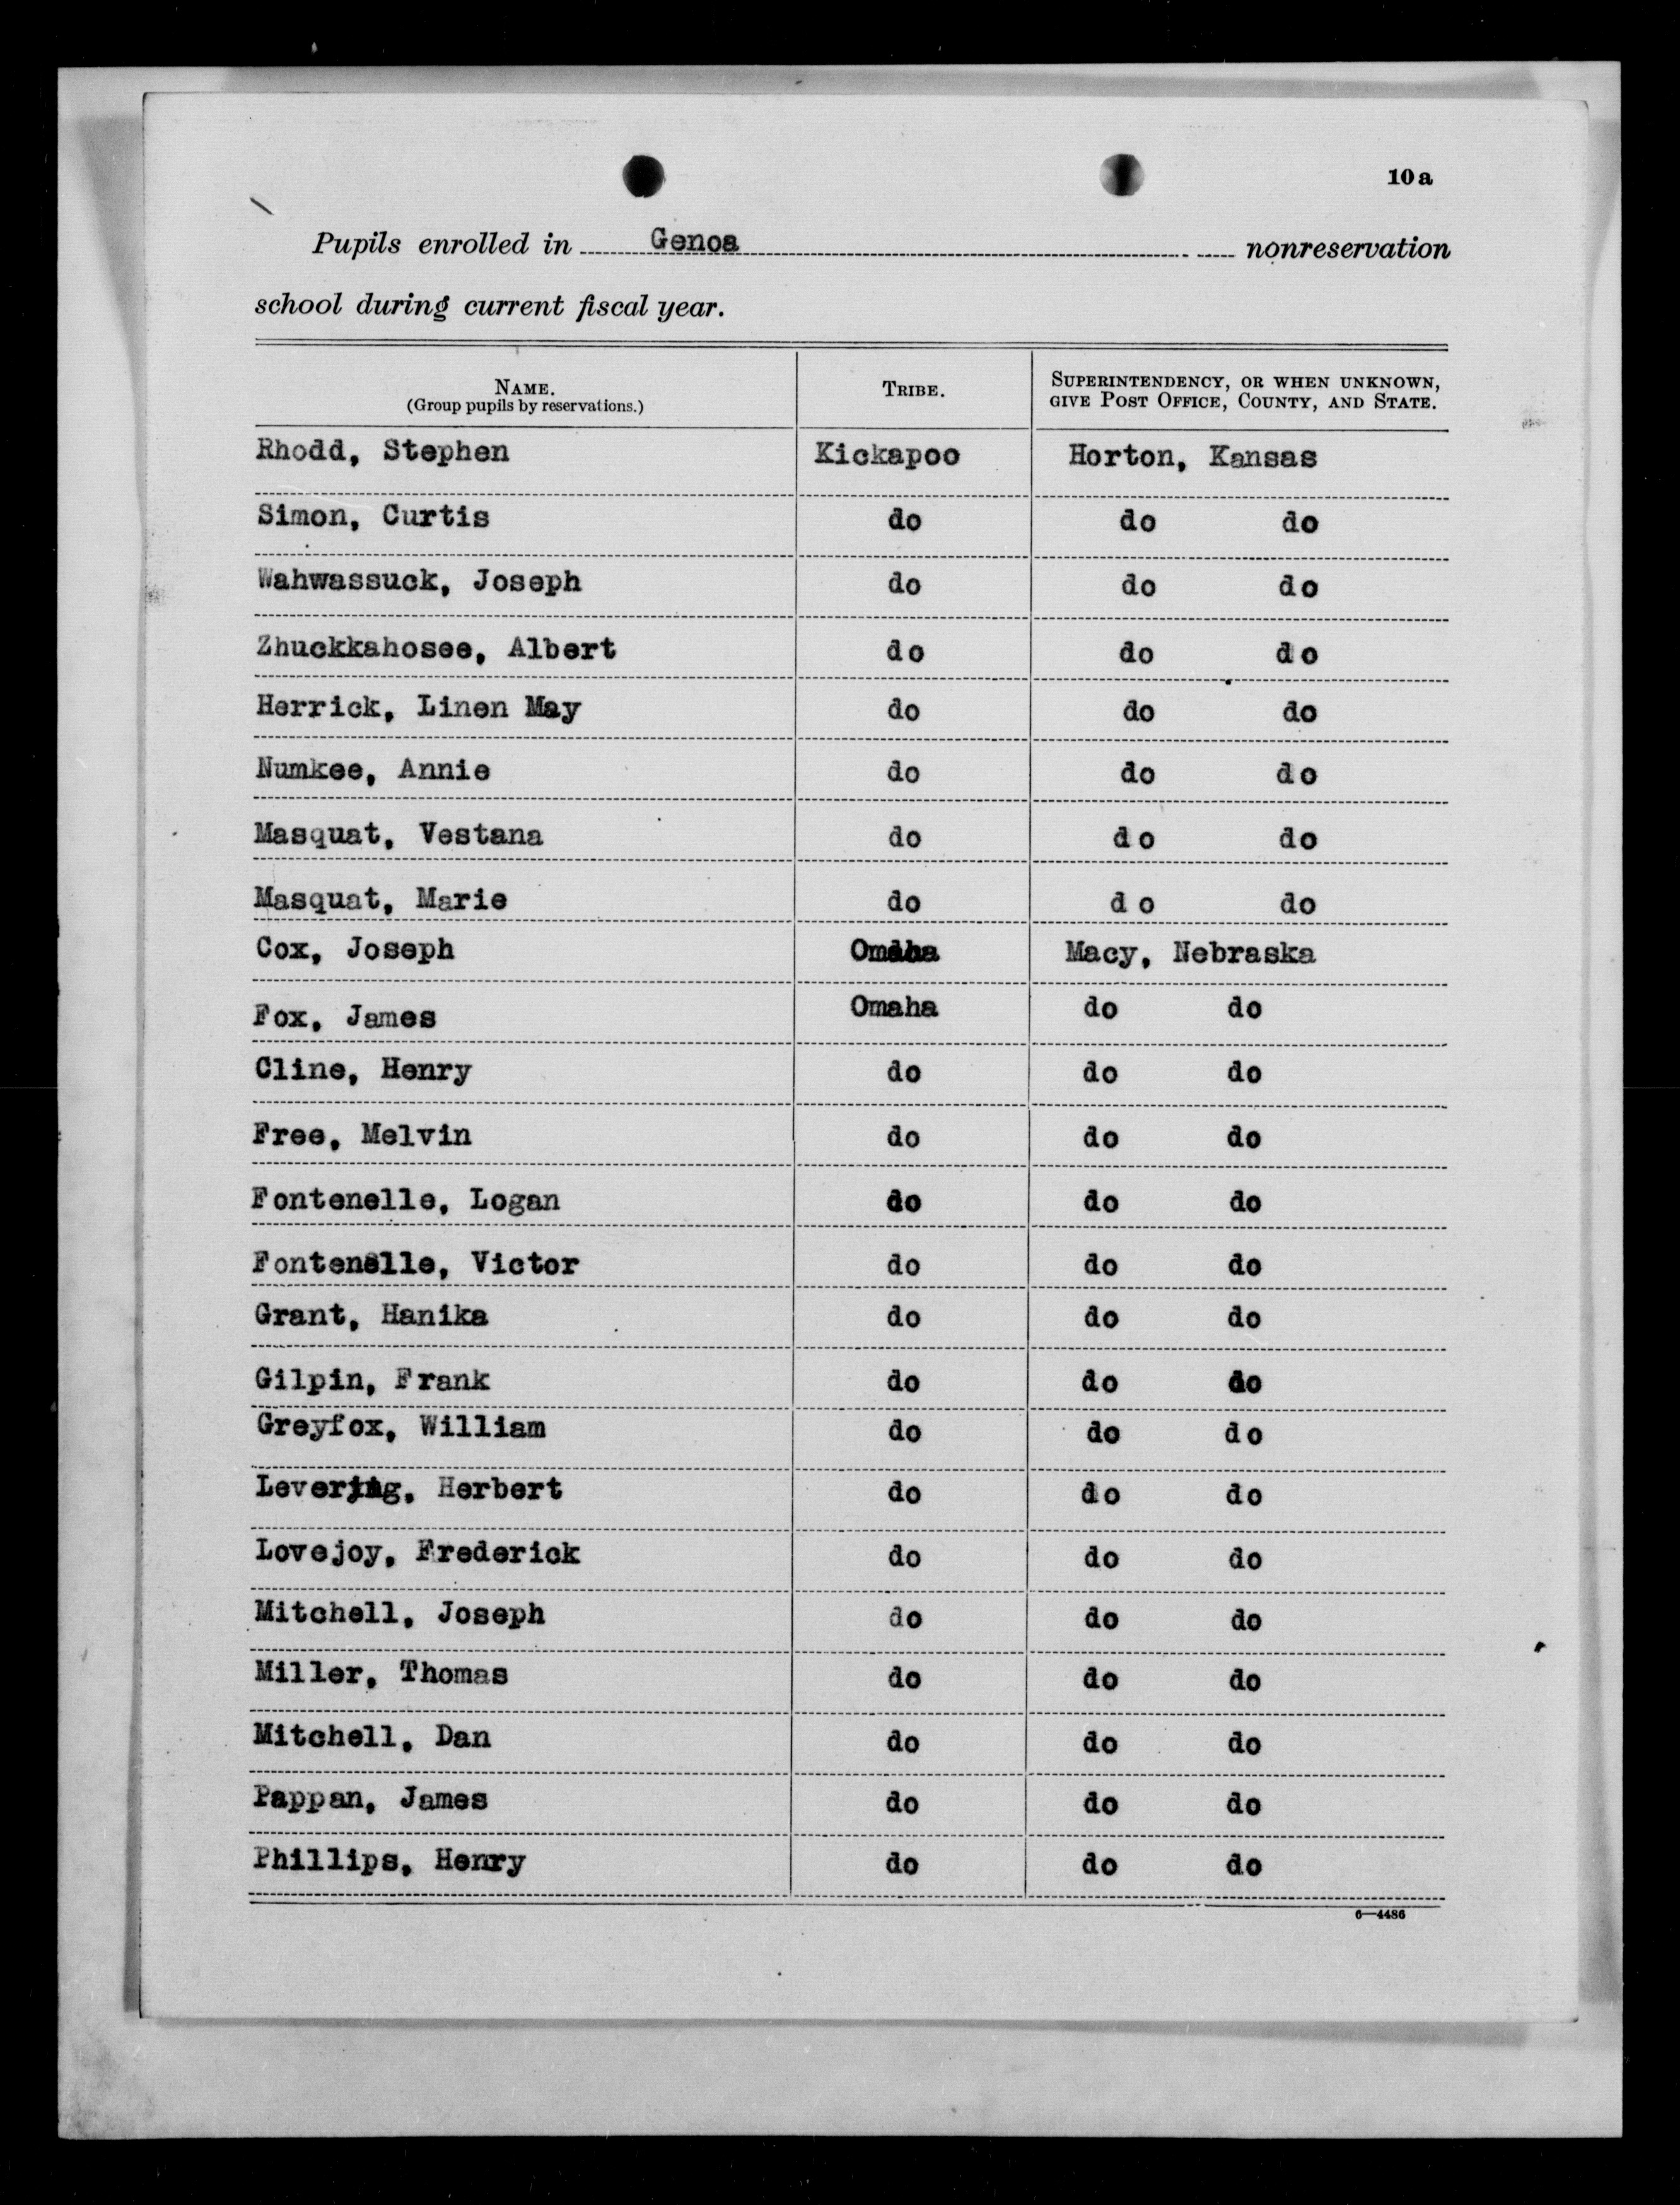 10a
Pupils enrolled in Genoa nonreservation
school during current fiscal year.
NAME. (Group pupils by reservations.) TRIBE. SUPERINTENDENCY, OR WHEN UNKNOWN, GIVE POST OFFICE, COUNTY, AND STATE.
Rhodd, Stephen Kickapoo Horton, Kansas
Simon, Curtis do do do
Wahwassuck, Joseph do do do
Zhuckkahosee, Albert do do do
Herrick, Linen May do do do
Numkee, Annie do do do
Masquat, Vestana do do do
Masquat, Marie do do do
Cox, Joseph Omaha Macy, Nebraska
Fox, James Omaha do do
Cline, Henry do do do
Free, Melvin do do do
Fontenelle, Logan do do do
Fontenelle, Victor do do do
Grant, Hanika do do do
Gilpin, Frank do do do
Greyfox, William do do do
Levering, Herbert do do do
Lovejoy, Frederick do do do
Mitchell, Joseph do do do
Miller, Thomas do do do
Mitchell, Dan do do do
Pappan, James do do do
Phillips, Henry do do do
6—4486